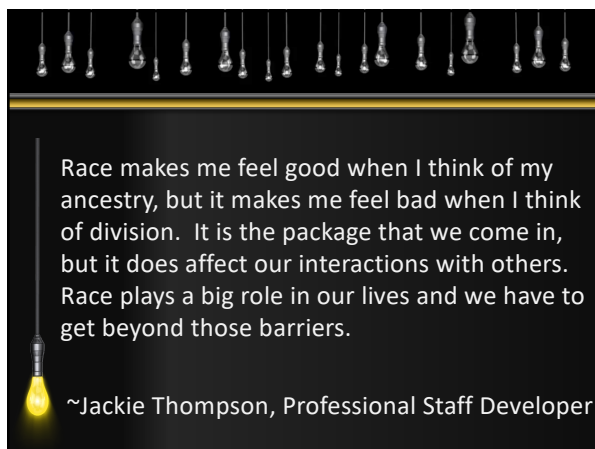 Race makes me feel good when I think of my
ancestry, but it makes me feel bad when I think
of division.  It is the package that we come in,
but it does affect our interactions with others.
Race plays a big role in our lives and we have to
get beyond those barriers.
~Jackie Thompson, Professional Staff Developer